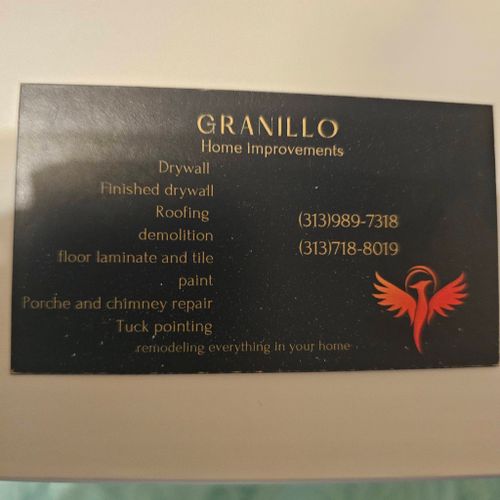 GRANILLO
Home improvements
Drywall
Finished drywall
Roofing
demolition
floor laminate and tile
paint
Porche and chimney repair
Tuck pointing
remodeling everything in your home
(313)989-7318
(313)718-8019